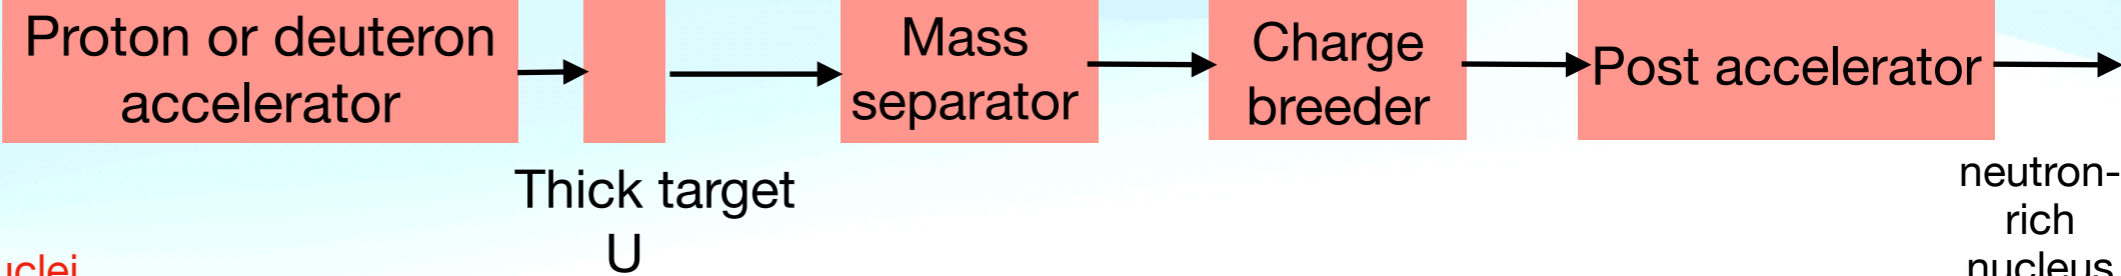 Proton or deuteron
accelerator
Mass
separator
Charge
breeder
Post accelerator
Thick target
U
neutron-
rich
nucleus